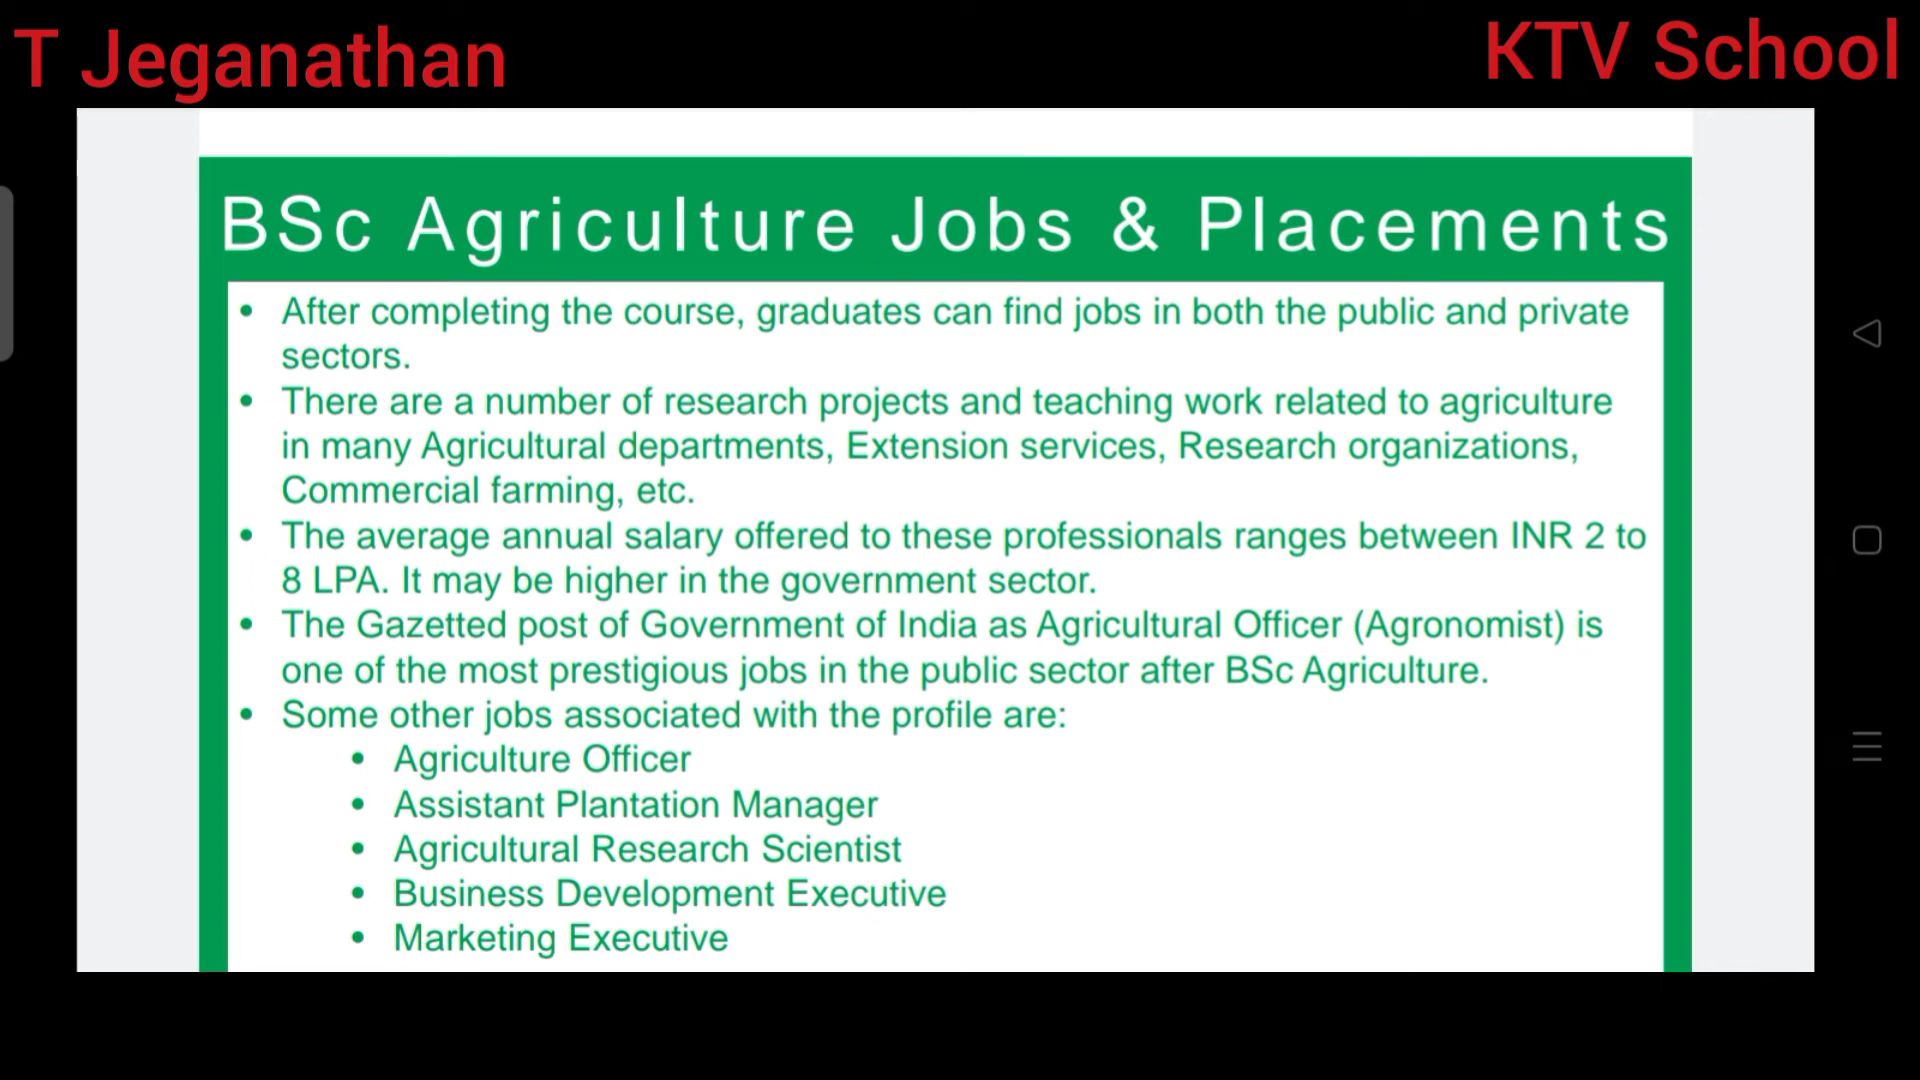 T Jeganathan
KTV School
BSc Agriculture Jobs & Placements
• After completing the course, graduates can find jobs in both the public and private
sectors.
• There are a number of research projects and teaching work related to agriculture
in many Agricultural departments, Extension services, Research organizations,
Commercial farming, etc.
• The average annual salary offered to these professionals ranges between INR 2 to
8 LPA. It may be higher in the government sector.
• The Gazetted post of Government of India as Agricultural Officer (Agronomist) is
one of the most prestigious jobs in the public sector after BSc Agriculture.
• Some other jobs associated with the profile are:
• Agriculture Officer
• Assistant Plantation Manager
• Agricultural Research Scientist
• Business Development Executive
• Marketing Executive